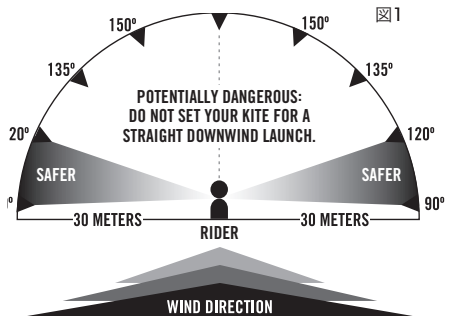 図1
150º
150º
135º
135º
POTENTIALLY DANGEROUS:
DO NOT SET YOUR KITE FOR A
STRAIGHT DOWNWIND LAUNCH.
20º
120º
SAFER
SAFER
º
90º
30 METERS
30 METERS
RIDER
WIND DIRECTION